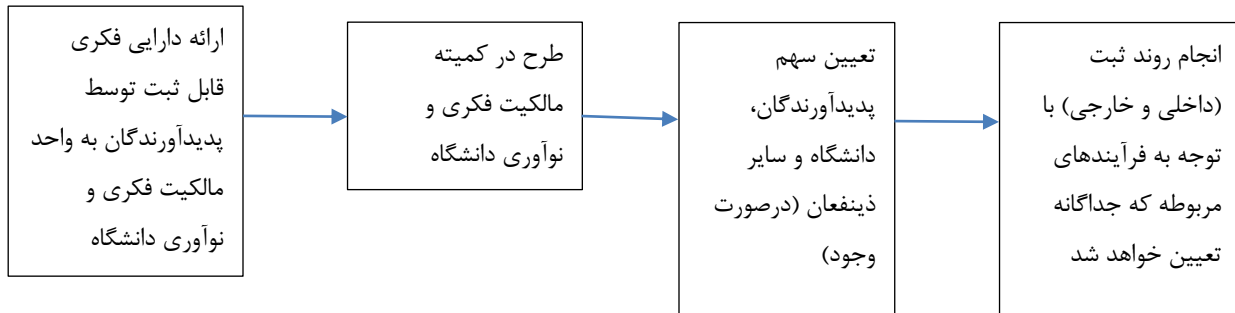 ارائه دارایی فکری
قابل ثبت توسط
پدیدآورندگان به واحد
مالکیت فکری و
نوآوری دانشگاه
طرح در کمیته
مالکیت فکری و
نوآوری دانشگاه
تعیین سهم
پدیدآورندگان،
دانشگاه و سایر
ذینفعان (درصورت
وجود)
انجام روند ثبت
(داخلی و خارجی) با
توجه به فرآیندهای
مربوطه که جداگانه
تعیین خواهد شد